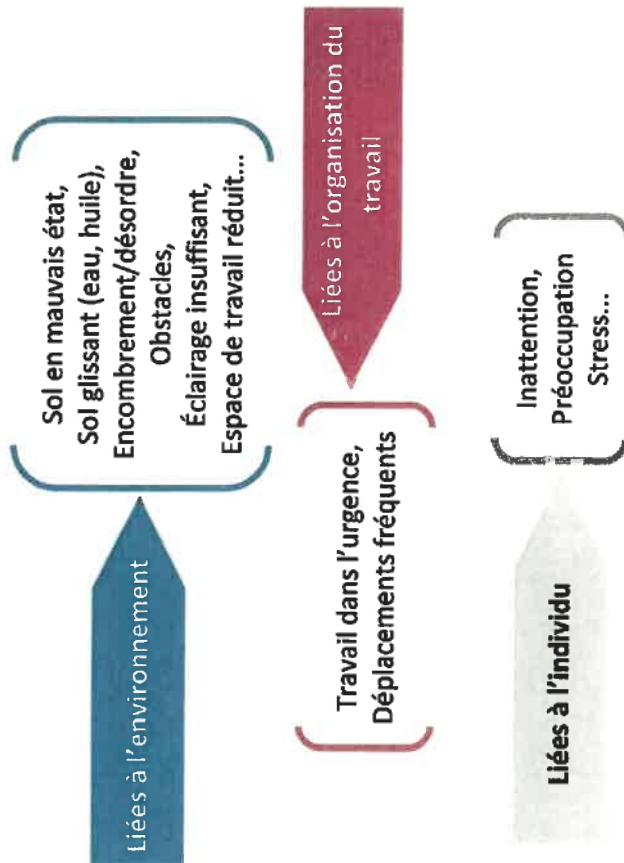 Liées à l'environnement
Sol en mauvais état,
Sol glissant (eau, huile),
Encombrement/désordre,
Obstacles,
Éclairage insuffisant,
Espace de travail réduit...
Travail dans l'urgence,
Déplacements fréquents
Liées à l'organisation du
travail
Liées à l'individu
Inattention,
Préoccupation
Stress...